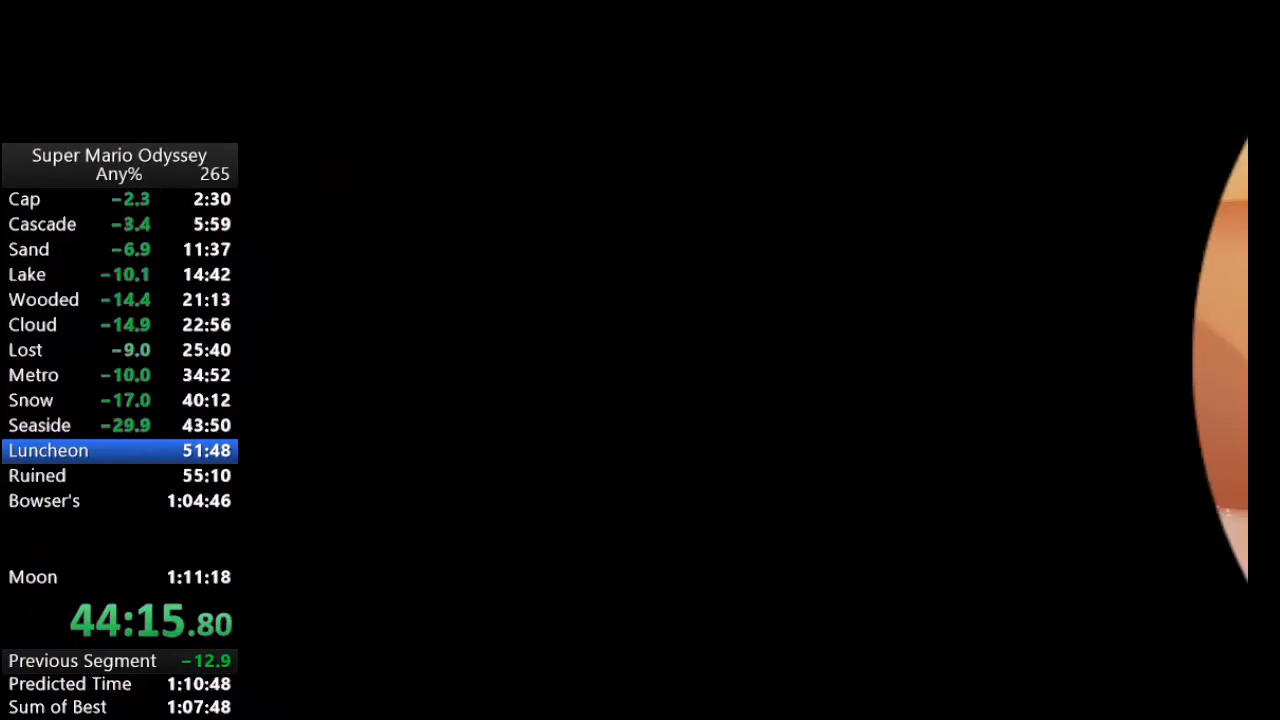 Super Mario Odyssey
Any% 265
Cap −2.3 2:30
Cascade −3.4 5:59
Sand −6.9 11:37
Lake −10.1 14:42
Wooded −14.4 21:13
Cloud −14.9 22:56
Lost −9.0 25:40
Metro −10.0 34:52
Snow −17.0 40:12
Seaside −29.9 43:50
Luncheon 51:48
Ruined 55:10
Bowser's 1:04:46
Moon 1:11:18
44:15.80
Previous Segment −12.9
Predicted Time 1:10:48
Sum of Best 1:07:48